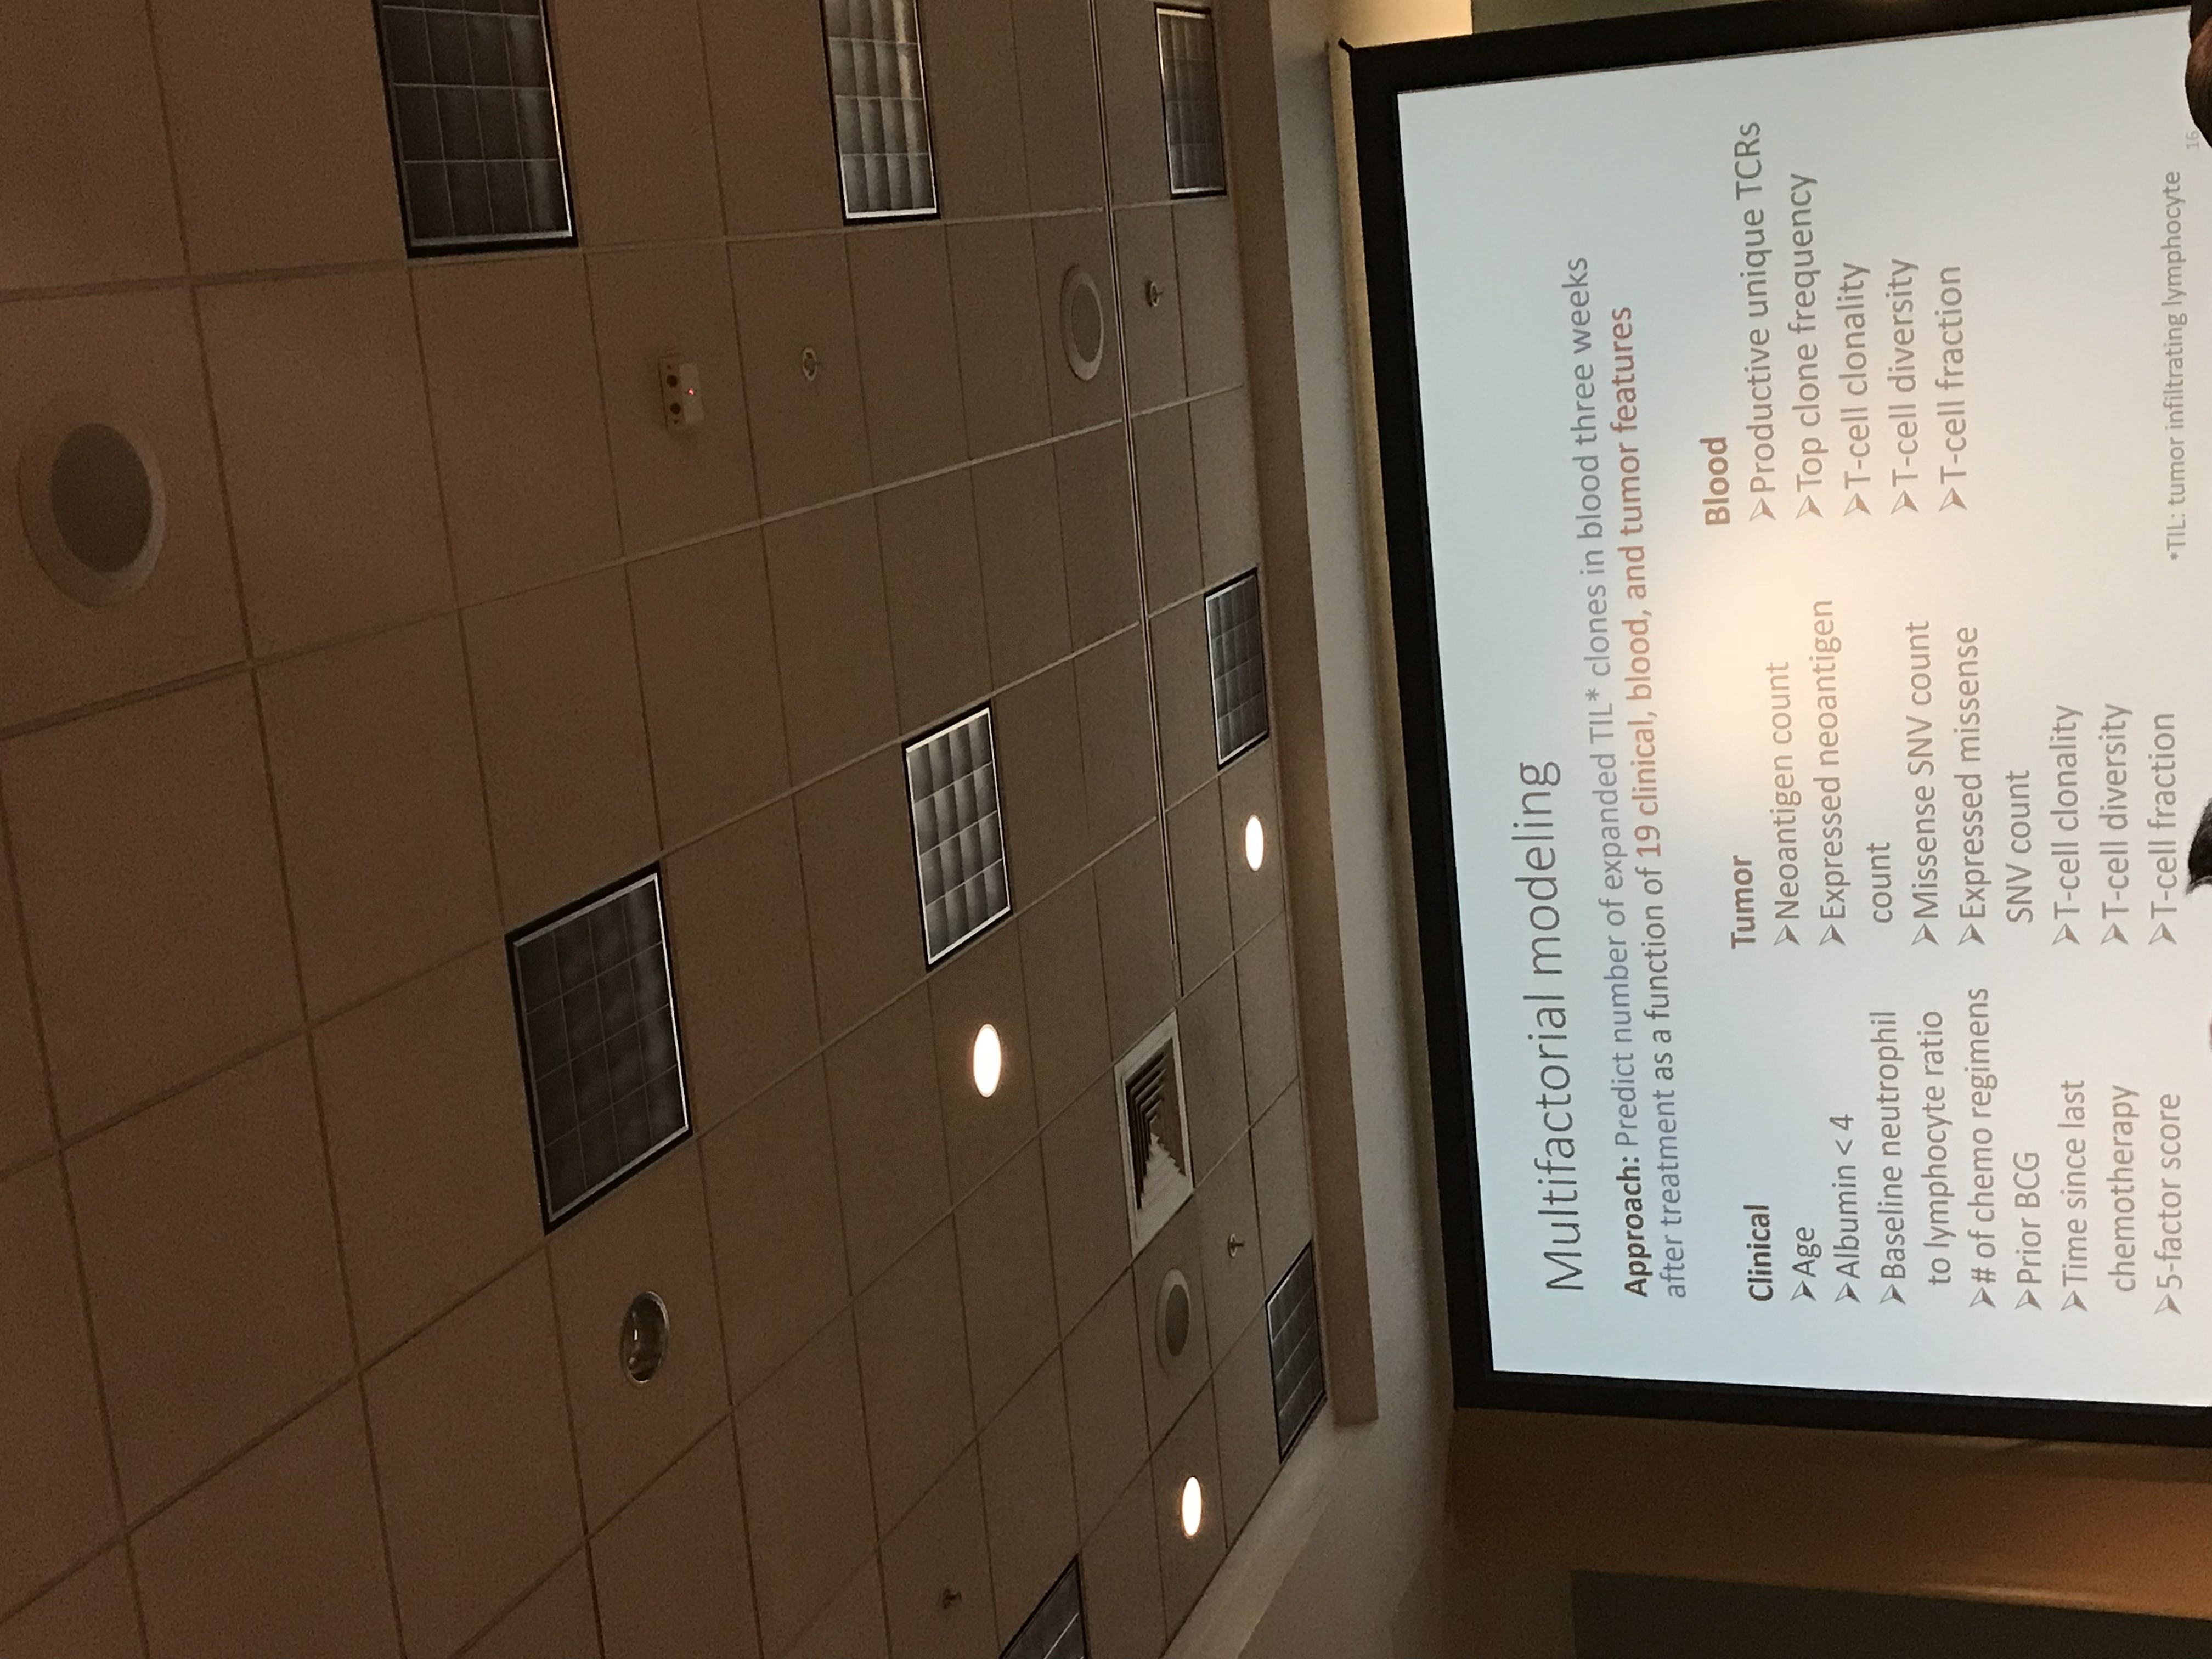 Multifactorial modeling
Approach: Predict number of expanded TIL* clones in blood three weeks
after treatment as a function of 19 clinical, blood, and tumor features
Clinical
➢Age
➢Albumin < 4
➢Baseline neutrophil
to lymphocyte ratio
➢# of chemo regimens
➢Prior BCG
➢Time since last
chemotherapy
➢5-factor score
Tumor
➢Neoantigen count
➢Expressed neoantigen
count
➢Missense SNV count
➢Expressed missense
SNV count
➢T-cell clonality
➢T-cell diversity
➢T-cell fraction
Blood
➢Productive unique TCRs
➢Top clone frequency
➢T-cell clonality
➢T-cell diversity
➢T-cell fraction
*TIL: tumor infiltrating lymphocyte
16